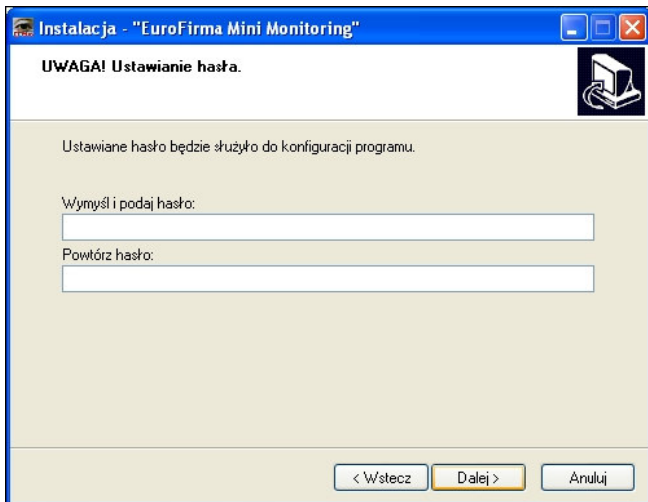 Instalacja - "EuroFirma Mini Monitoring"
UWAGA! Ustawianie hasła.
Ustawiane hasło będzie służyło do konfiguracji programu.
Wymyśl i podaj hasło:
Powtórz hasło:
< Wstecz
Dalej >
Anuluj